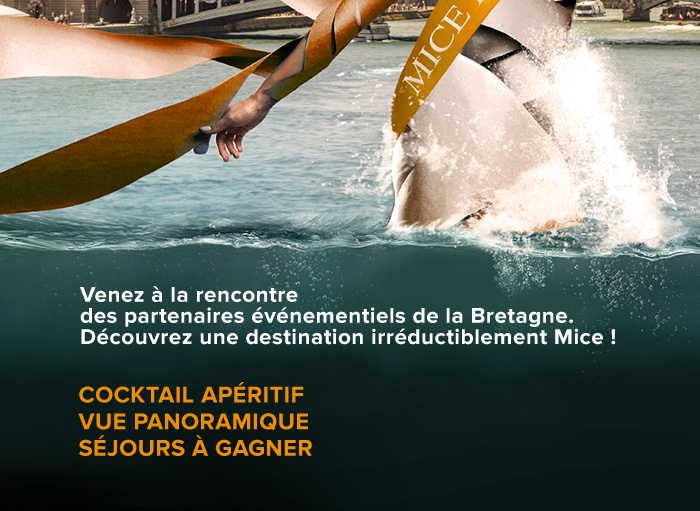 MICE
Venez à la rencontre
des partenaires événementiels de la Bretagne.
Découvrez une destination irréductiblement Mice !
COCKTAIL APÉRITIF
VUE PANORAMIQUE
SÉJOURS À GAGNER